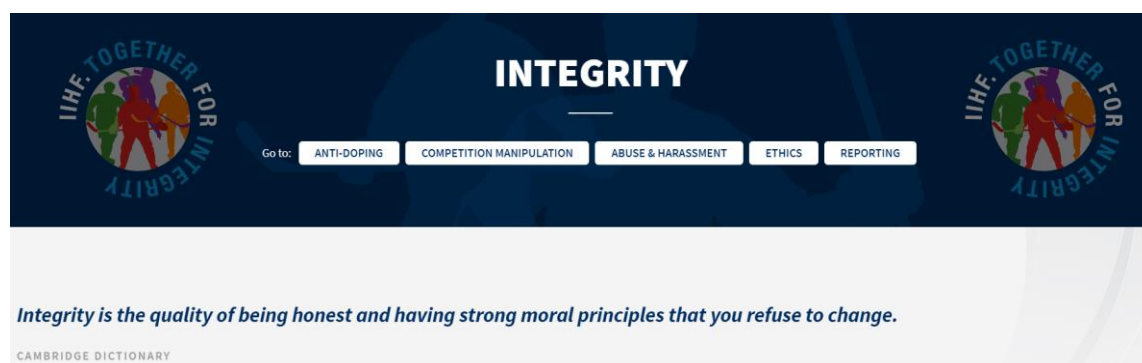 IIHF. TOGETHER FOR INTEGRITY
INTEGRITY
IIHF. TOGETHER FOR INTEGRITY
Go to: ANTI-DOPING COMPETITION MANIPULATION ABUSE & HARASSMENT ETHICS REPORTING
Integrity is the quality of being honest and having strong moral principles that you refuse to change.
CAMBRIDGE DICTIONARY